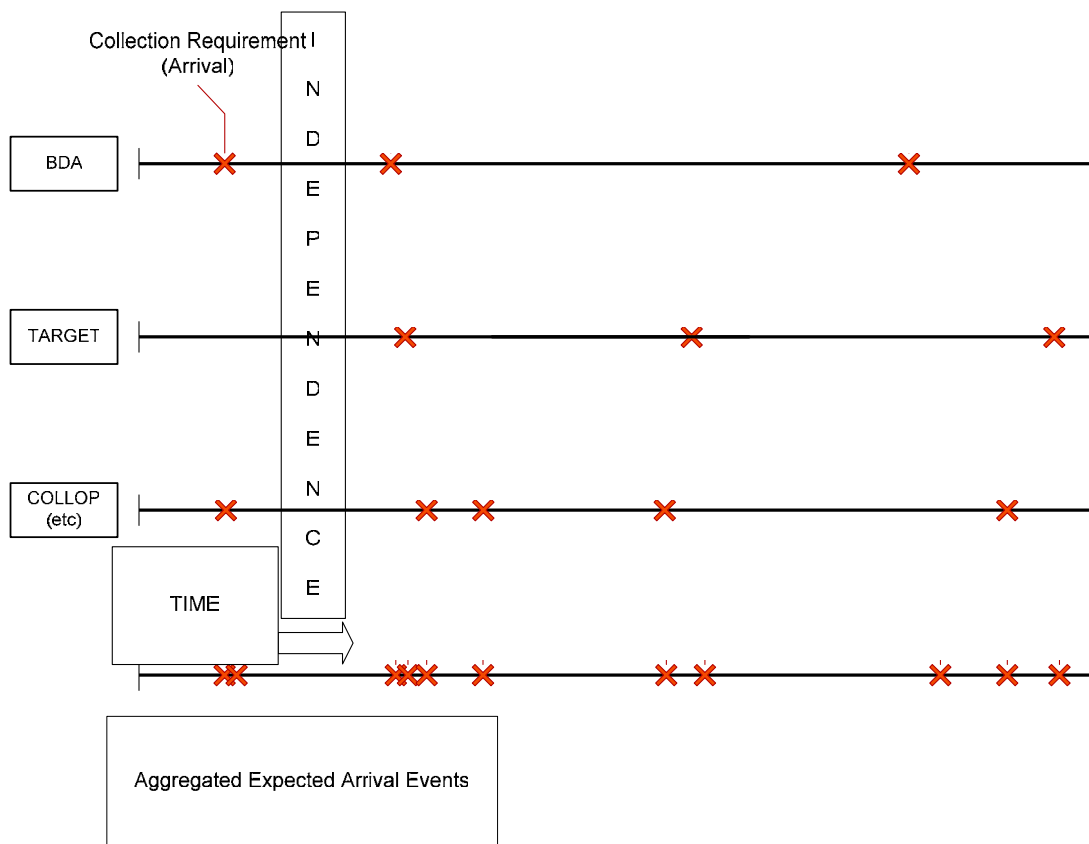 Collection Requirement
(Arrival)
I
N
D
E
P
E
N
D
E
N
C
E
BDA
TARGET
COLLOP
(etc)
TIME
Aggregated Expected Arrival Events